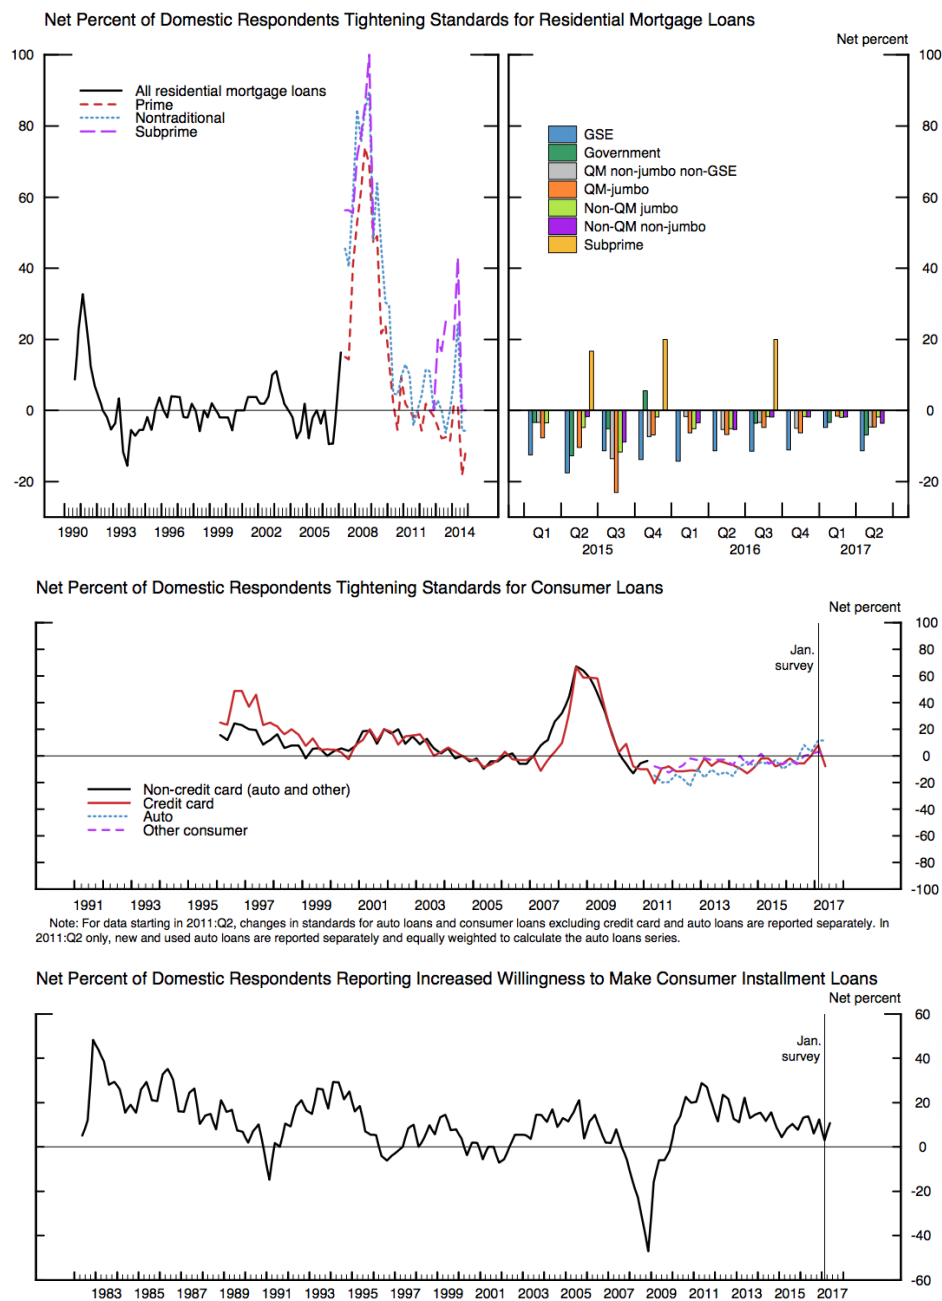 Net Percent of Domestic Respondents Tightening Standards for Residential Mortgage Loans
Net percent
100
80
60
40
20
0
-20
All residential mortgage loans
Prime
Nontraditional
Subprime
1990 1993 1996 1999 2002 2005 2008 2011 2014
GSE
Government
QM non-jumbo non-GSE
QM-jumbo
Non-QM jumbo
Non-QM non-jumbo
Subprime
100
80
60
40
20
0
-20
Q1 Q2 Q3 Q4 Q1 Q2 Q3 Q4 Q1 Q2
2015 2016 2017
Net Percent of Domestic Respondents Tightening Standards for Consumer Loans
Net percent
Jan.
survey
100
80
60
40
20
0
-20
-40
-60
-80
-100
Non-credit card (auto and other)
Credit card
Auto
Other consumer
1991 1993 1995 1997 1999 2001 2003 2005 2007 2009 2011 2013 2015 2017
Note: For data starting in 2011:Q2, changes in standards for auto loans and consumer loans excluding credit card and auto loans are reported separately. In
2011:Q2 only, new and used auto loans are reported separately and equally weighted to calculate the auto loans series.
Net Percent of Domestic Respondents Reporting Increased Willingness to Make Consumer Installment Loans
Net percent
Jan.
survey
60
40
20
0
-20
-40
-60
1983 1985 1987 1989 1991 1993 1995 1997 1999 2001 2003 2005 2007 2009 2011 2013 2015 2017